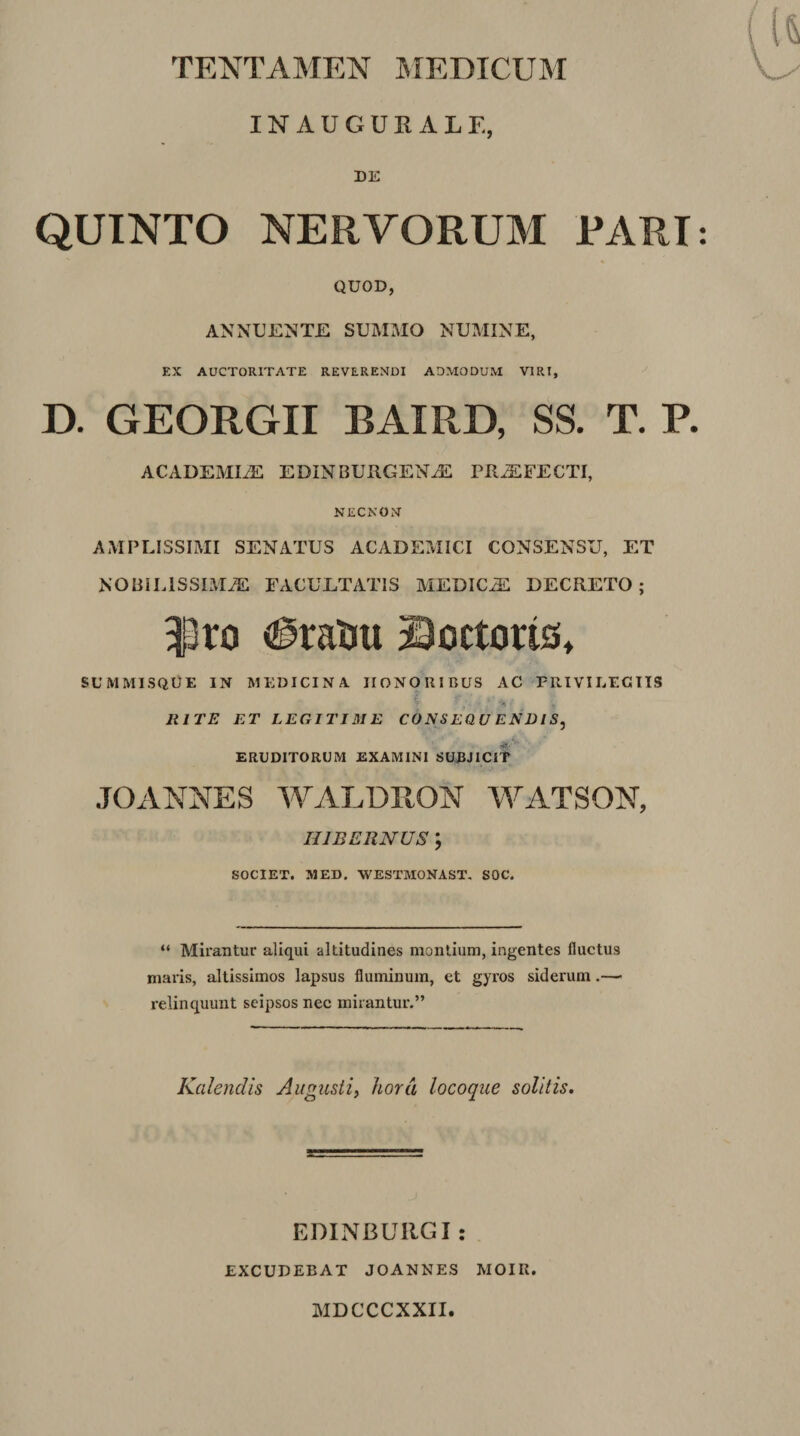 TENTAMEN MEDICUM
INAUGURALE,
DE
QUINTO NERVORUM PARI:
QUOD,
ANNUENTE SUMMO NUMINE,
EX AUCTORITATE REVERENDI ADMODUM VIRI,
D. GEORGII BAIRD, SS. T. P.
ACADEMIÆ EDINBURGENÆ PRÆFECTI,
NECNON
AMPLISSIMI SENATUS ACADEMICI CONSENSU, ET
NOBILISSIMÆ FACULTATIS MEDICÆ DECRETO;
Pro Gradu Doctoris,
SUMMISQUE IN MEDICINA HONORIBUS AC PRIVILEGIIS
RITE ET LEGITIME CONSEQUENDIS,
ERUDITORUM EXAMINI SUBJICIT
JOANNES WALDRON WATSON,
HIBERNUS;
SOCIET. MED. WESTMONAST. SOC.
“ Mirantur aliqui altitudines montium, ingentes fluctus
maris, altissimos lapsus fluminum, et gyros siderum.—
relinquunt seipsos nec mirantur.”
Kalendis Augusti, horâ locoque solitis.
EDINBURGI:
EXCUDEBAT JOANNES MOIR.
MDCCCXXII.